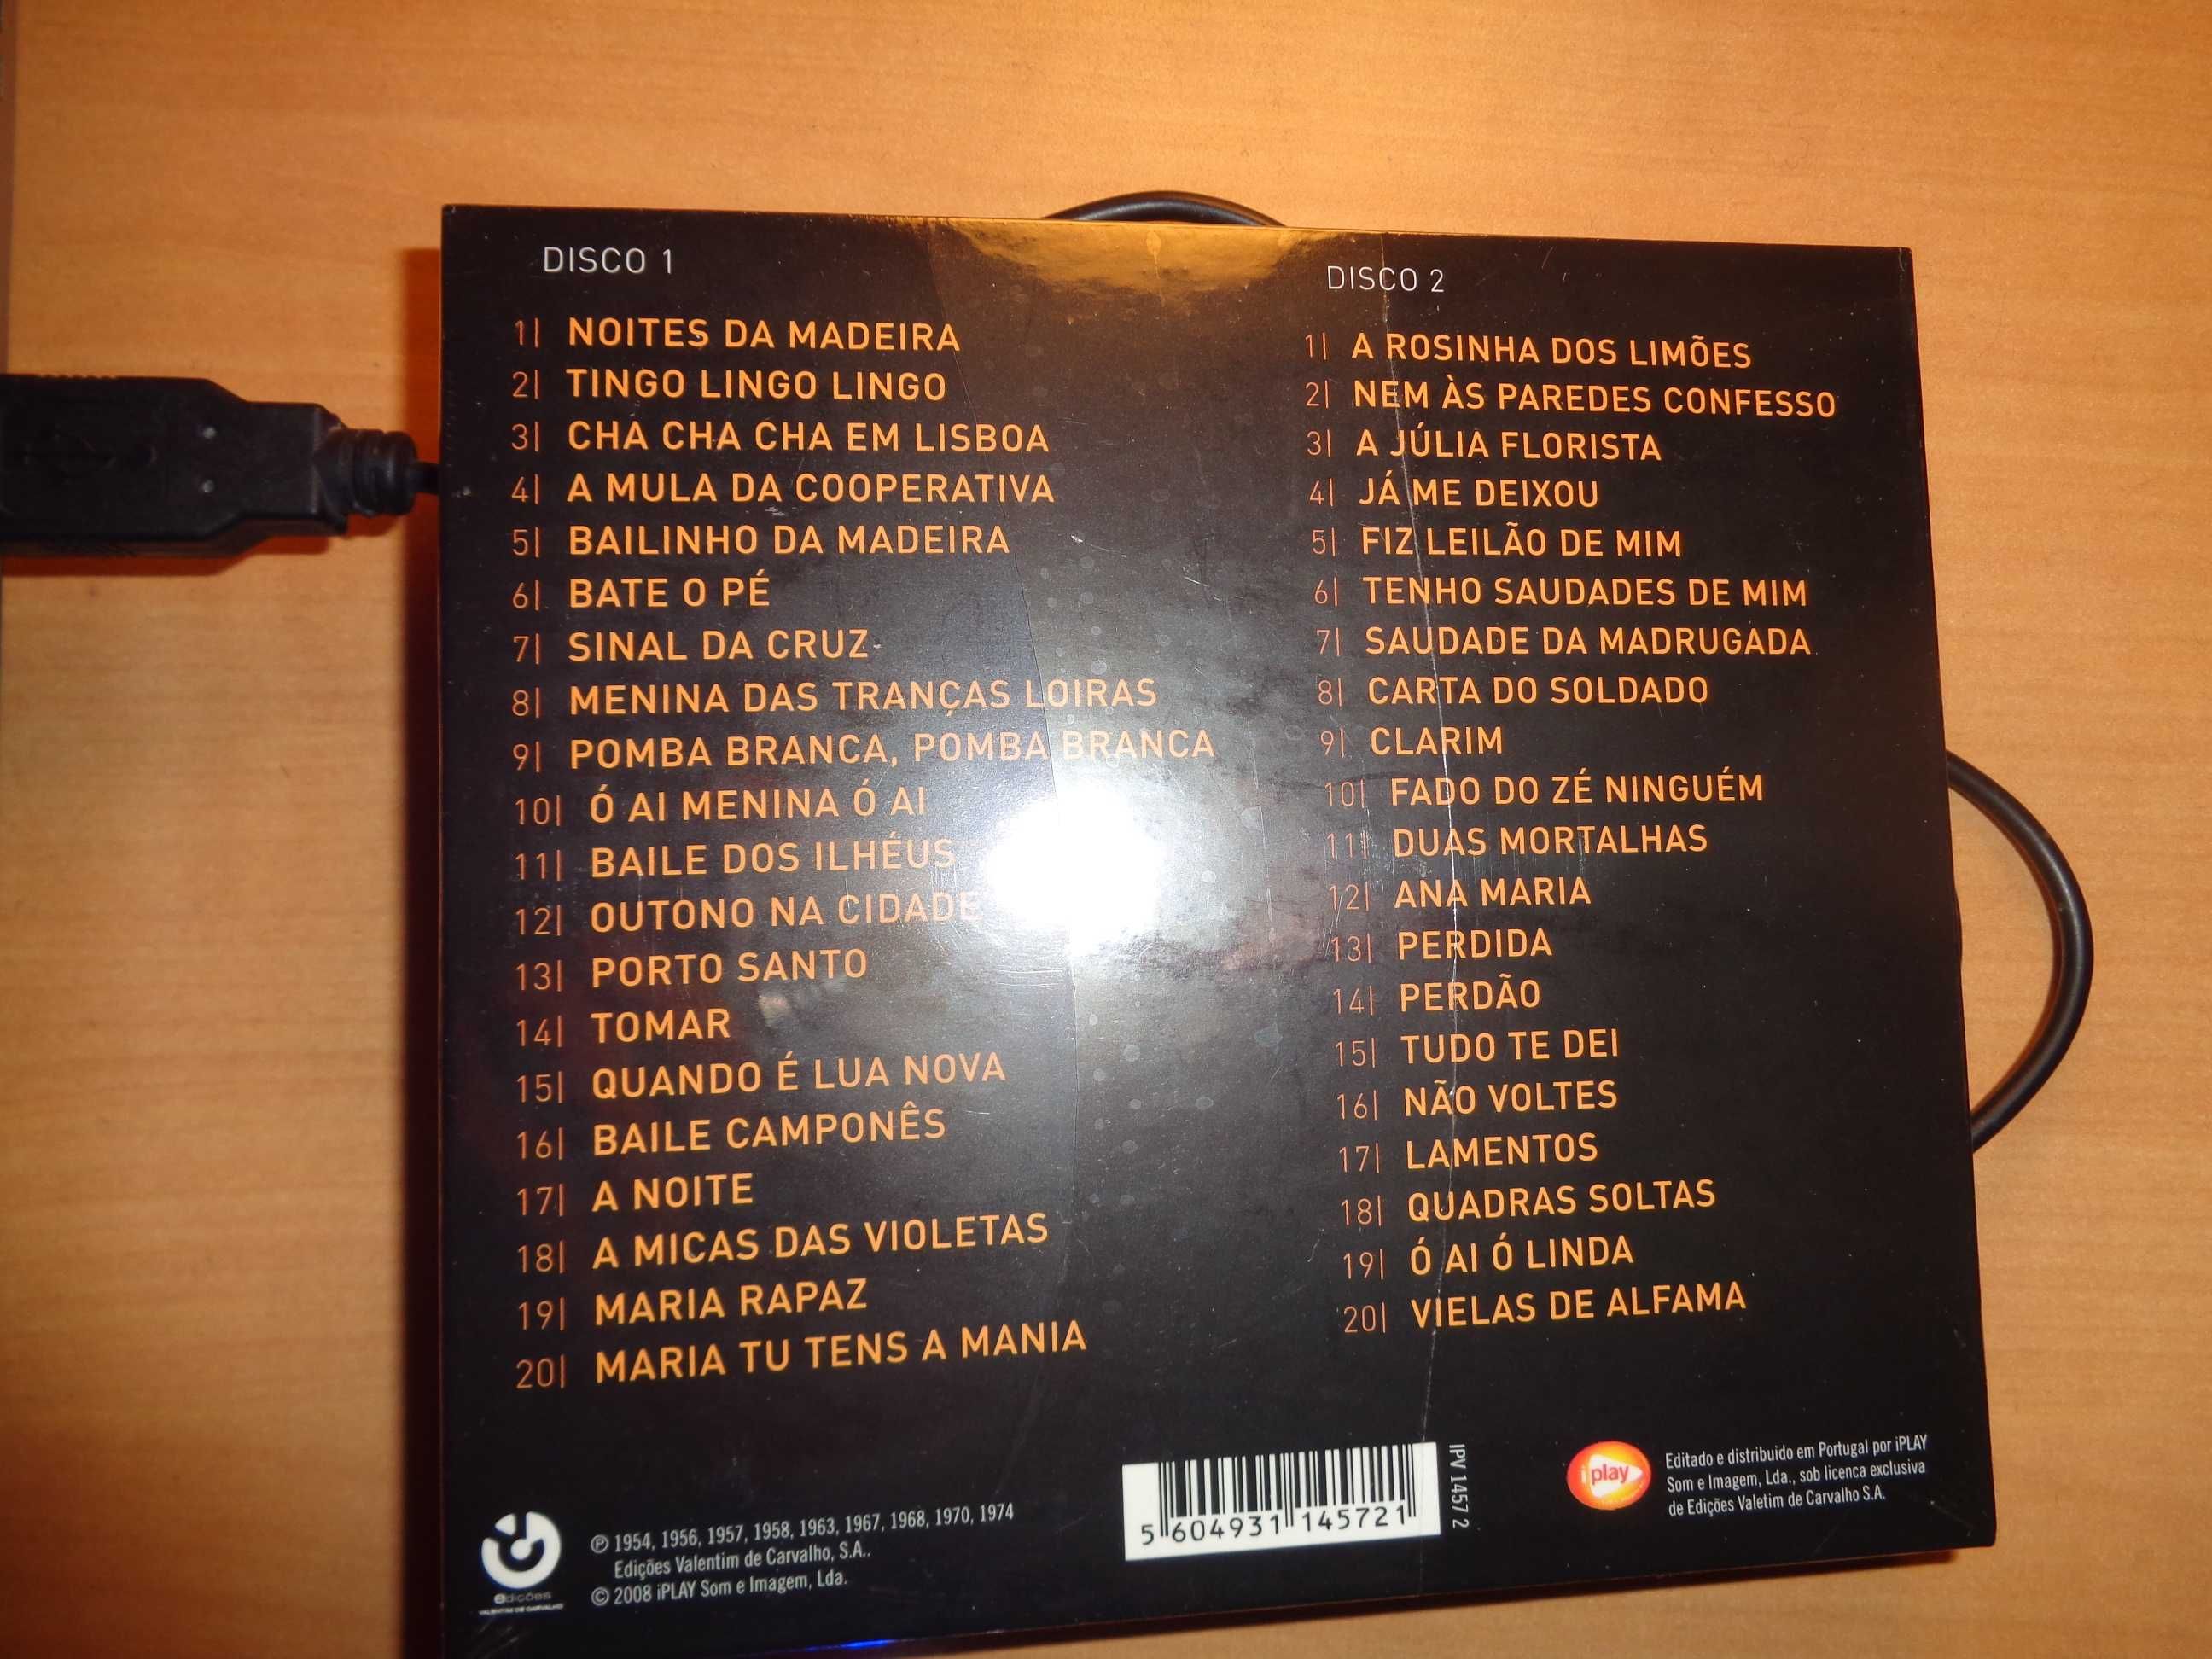 DISCO 1
1| NOITES DA MADEIRA
2| TINGO LINGO LINGO
3| CHA CHA CHA EM LISBOA
4| A MULA DA COOPERATIVA
5| BAILINHO DA MADEIRA
6| BATE O PÉ
7| SINAL DA CRUZ
8| MENINA DAS TRANÇAS LOIRAS
9| POMBA BRANCA, POMBA BRANCA
10| Ó AI MENINA Ó AI
11| BAILE DOS ILHÉUS
12| OUTONO NA CIDADE
13| PORTO SANTO
14| TOMAR
15| QUANDO É LUA NOVA
16| BAILE CAMPONÊS
17| A NOITE
18| A MICAS DAS VIOLETAS
19| MARIA RAPAZ
20| MARIA TU TENS A MANIA
DISCO 2
1| A ROSINHA DOS LIMÕES
2| NEM ÀS PAREDES CONFESSO
3| A JÚLIA FLORISTA
4| JÁ ME DEIXOU
5| FIZ LEILÃO DE MIM
6| TENHO SAUDADES DE MIM
7| SAUDADE DA MADRUGADA
8| CARTA DO SOLDADO
9| CLARIM
10| FADO DO ZÉ NINGUÉM
11| DUAS MORTALHAS
12| ANA MARIA
13| PERDIDA
14| PERDÃO
15| TUDO TE DEI
16| NÃO VOLTES
17| LAMENTOS
18| QUADRAS SOLTAS
19| Ó AI Ó LINDA
20| VIELAS DE ALFAMA
edições
VALENTIM DE CARVALHO
℗ 1954, 1956, 1957, 1958, 1963, 1967, 1968, 1970, 1974
Edições Valentim de Carvalho, S.A..
© 2008 iPLAY Som e Imagem, Lda.
5 604931 145721
IPV 1457 2
iplay
Editado e distribuido em Portugal por iPLAY
Som e Imagem, Lda., sob licenca exclusiva
de Edições Valetim de Carvalho S.A.